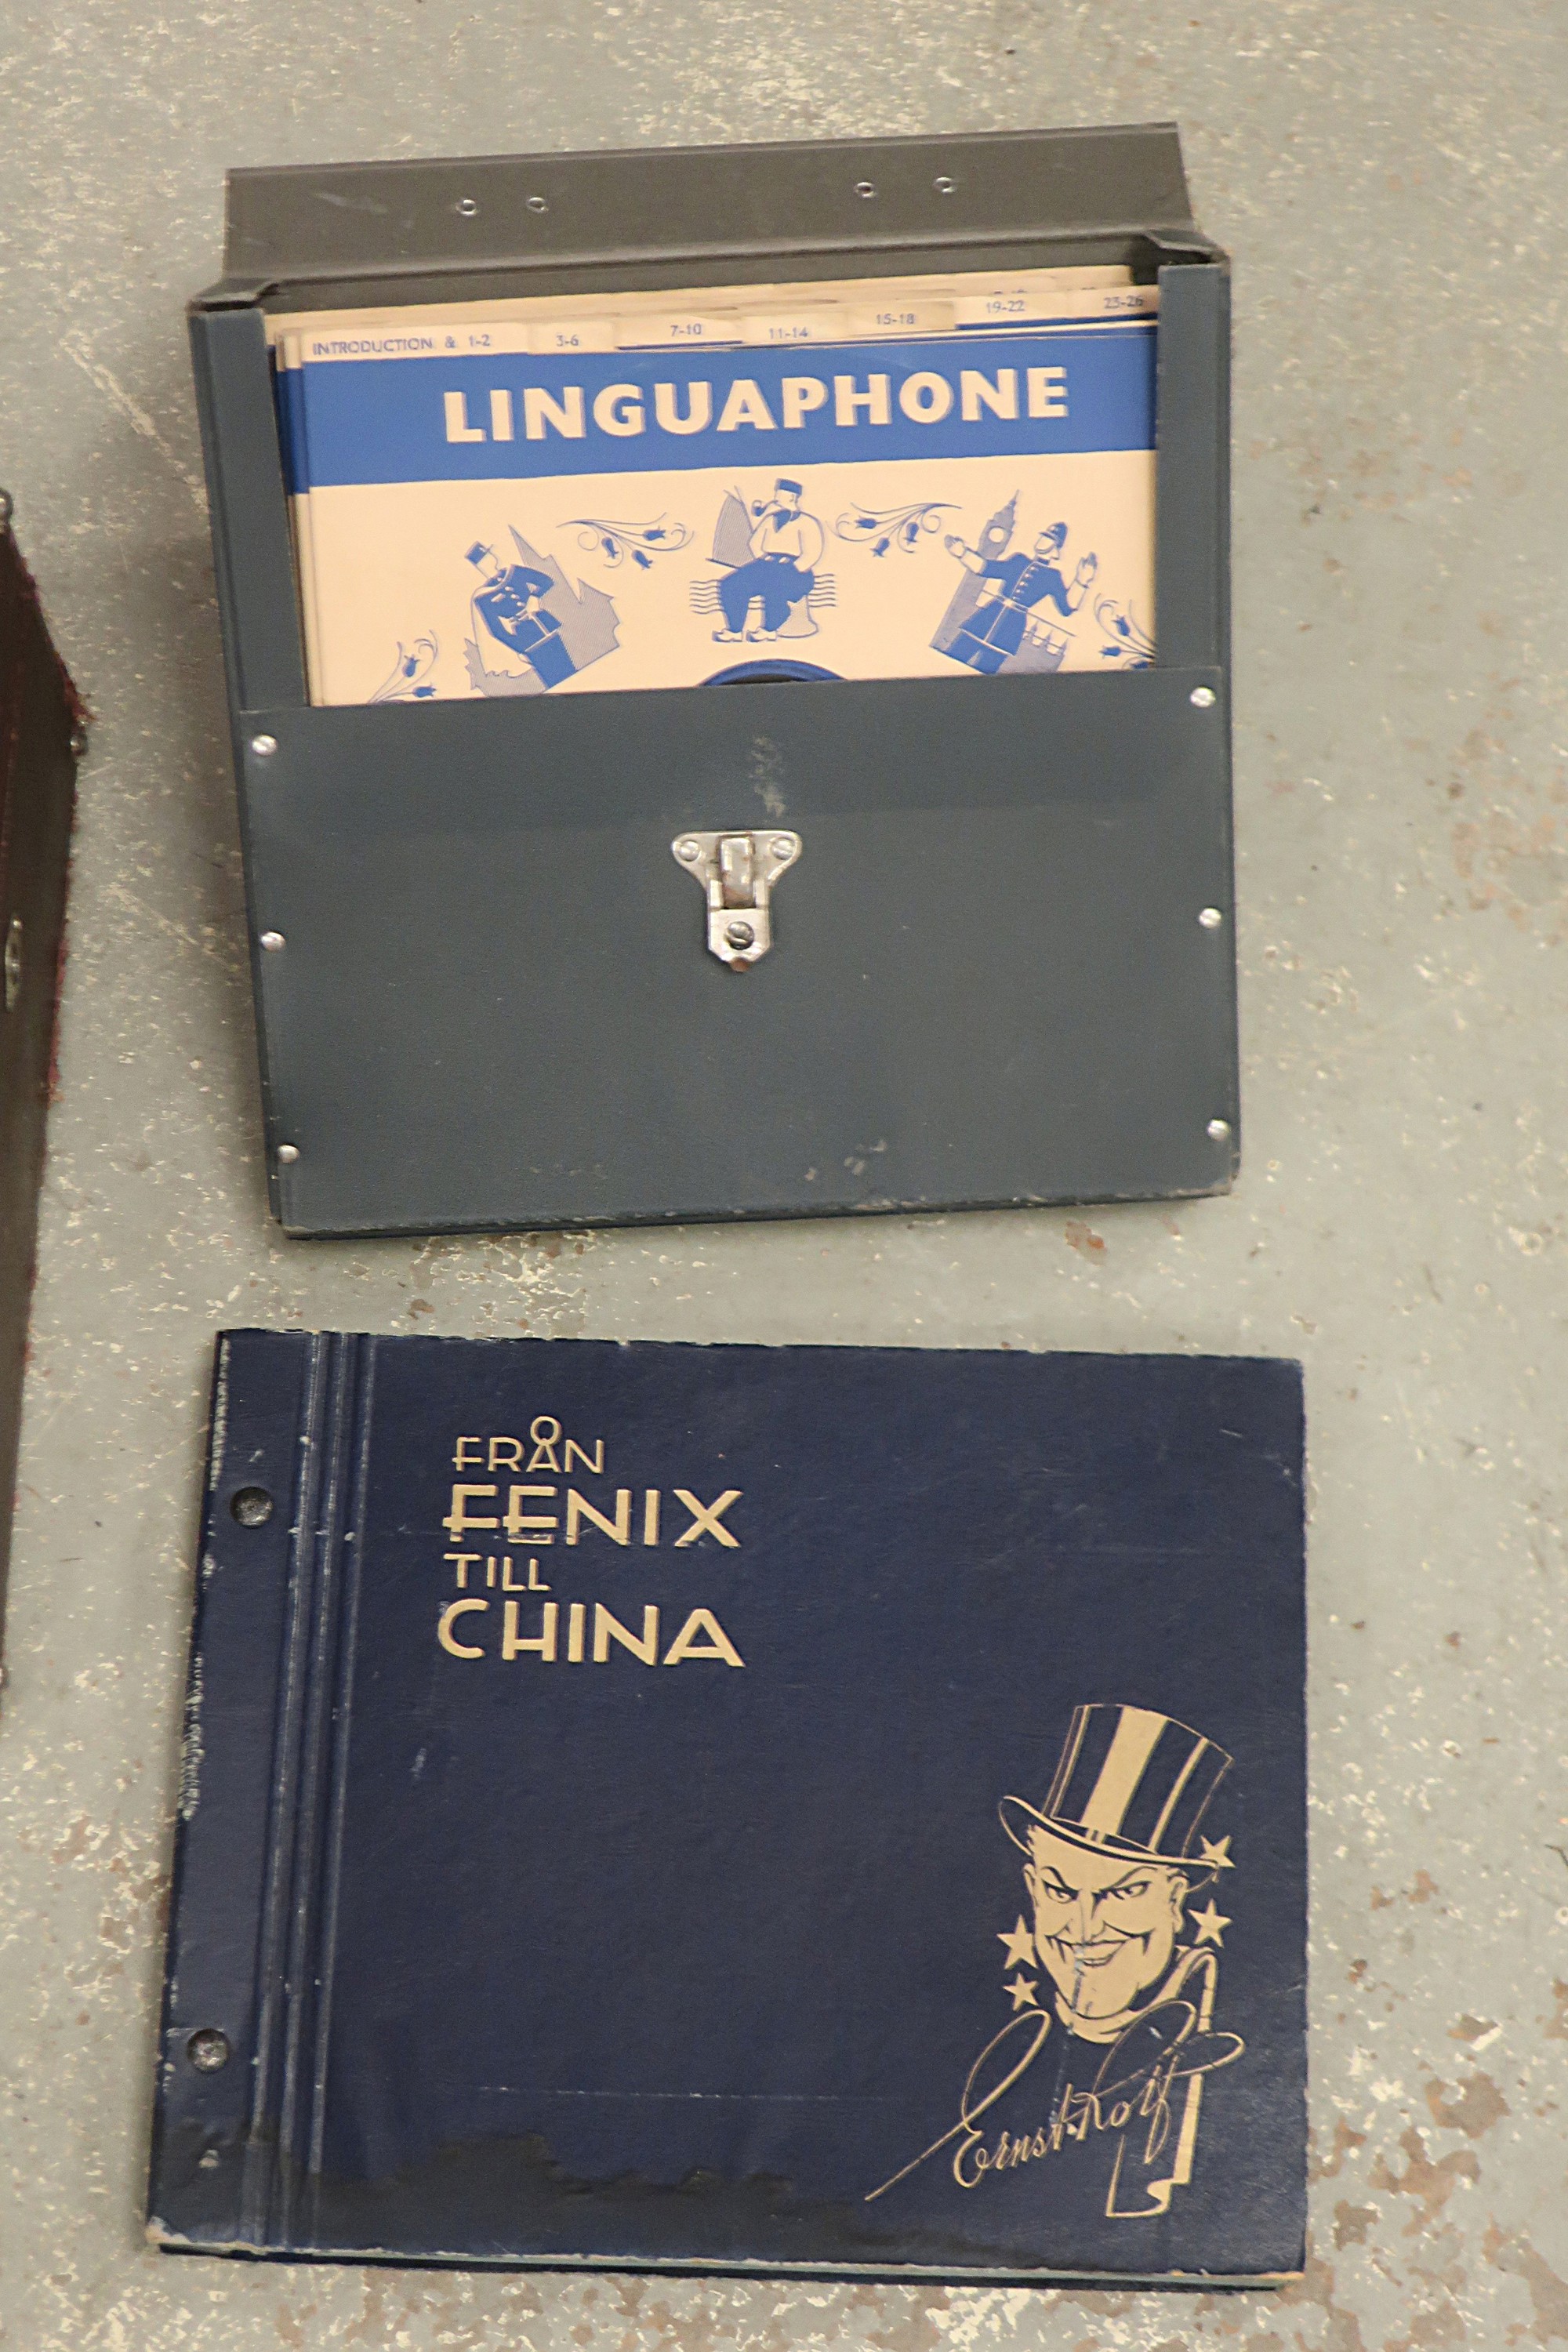 INTRODUCTION & 1-2
3-6
7-10
11-14
15-18
19-22
23-26
LINGUAPHONE
FRÅN
FENIX
TILL
CHINA
Ernst Rolf